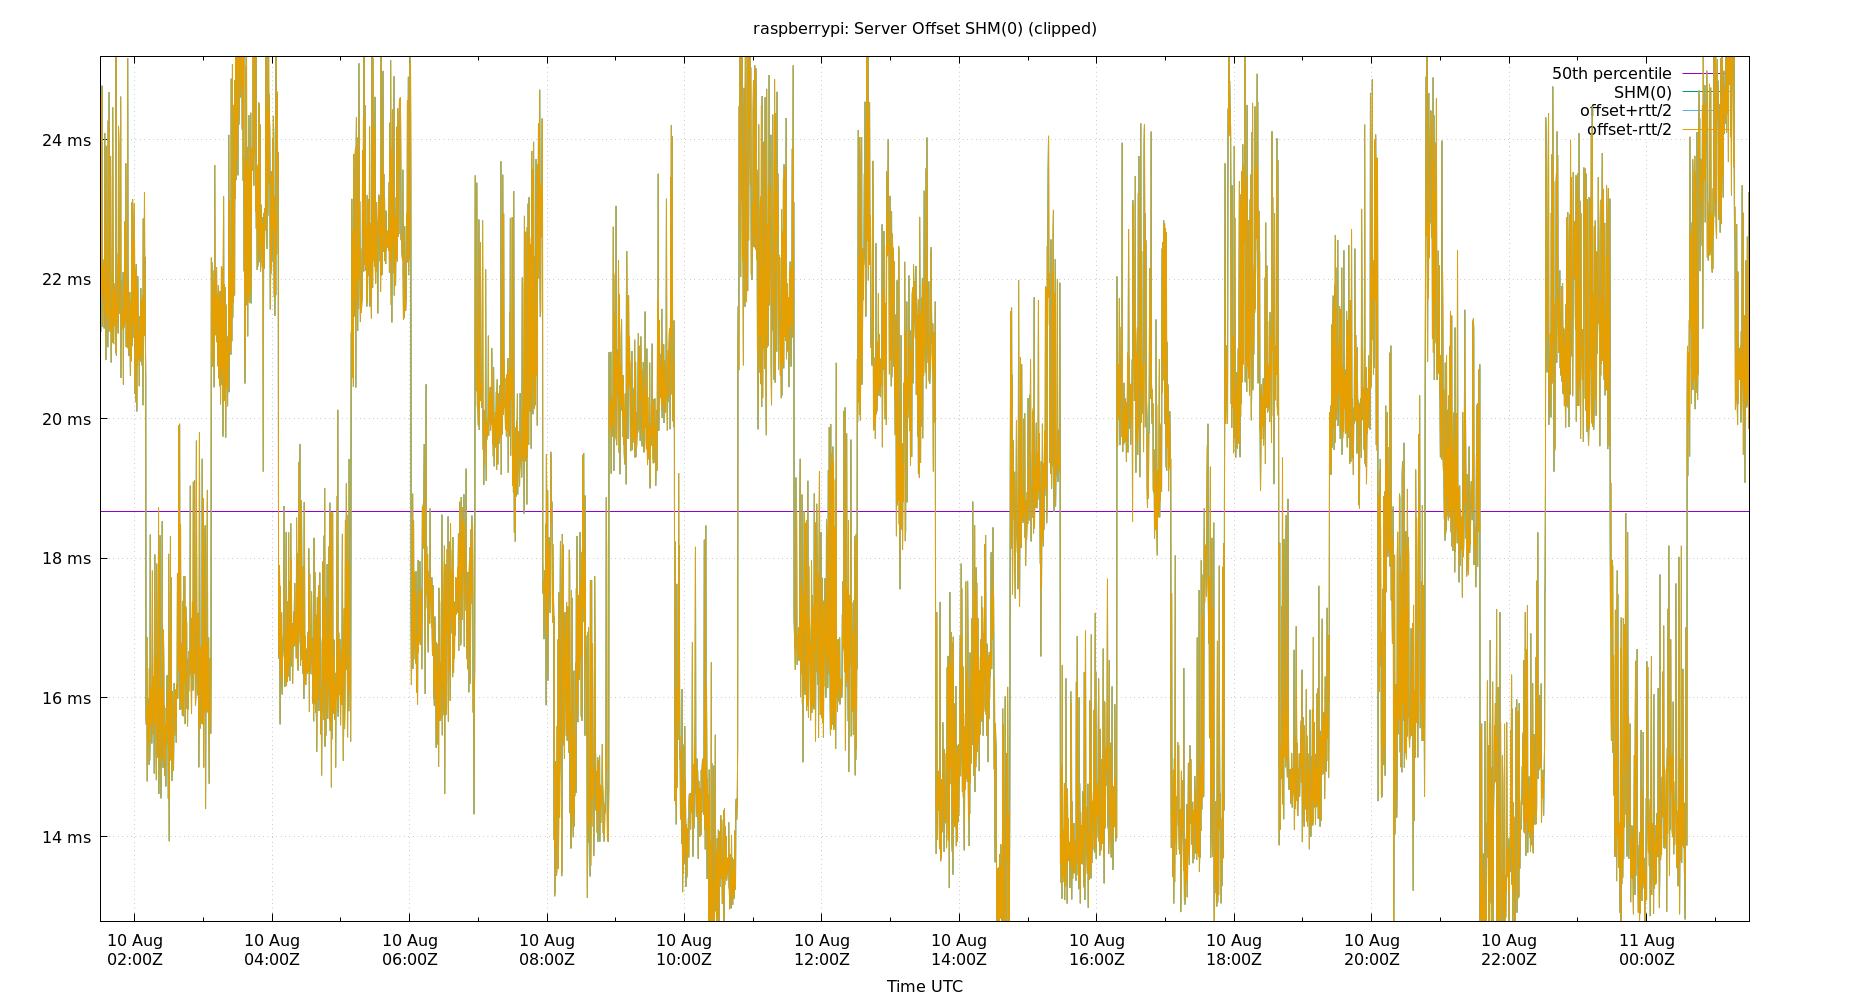 raspberrypi: Server Offset SHM(0) (clipped)
50th percentile
SHM(0)
offset+rtt/2
offset-rtt/2
24 ms
22 ms
20 ms
18 ms
16 ms
14 ms
10 Aug 10 Aug 10 Aug 10 Aug 10 Aug 10 Aug 10 Aug 10 Aug 10 Aug 10 Aug 10 Aug 11 Aug
02:00Z 04:00Z 06:00Z 08:00Z 10:00Z 12:00Z 14:00Z 16:00Z 18:00Z 20:00Z 22:00Z 00:00Z
Time UTC